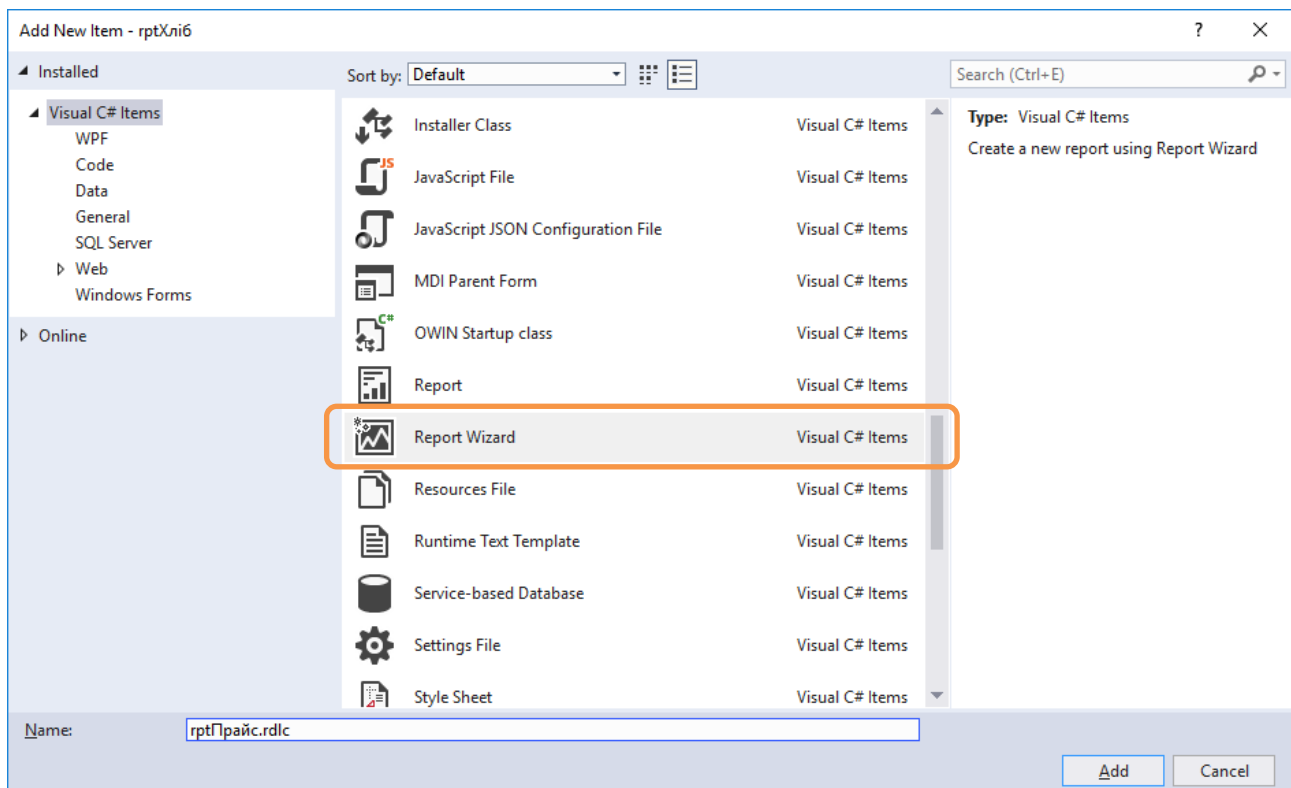 Add New Item - rptХліб
?
Installed
Sort by: Default
Search (Ctrl+E)
Visual C# Items
WPF
Code
Data
General
SQL Server
Web
Windows Forms
Online
Installer Class Visual C# Items
JavaScript File Visual C# Items
JavaScript JSON Configuration File Visual C# Items
MDI Parent Form Visual C# Items
OWIN Startup class Visual C# Items
Report Visual C# Items
Report Wizard Visual C# Items
Resources File Visual C# Items
Runtime Text Template Visual C# Items
Service-based Database Visual C# Items
Settings File Visual C# Items
Style Sheet Visual C# Items
Type: Visual C# Items
Create a new report using Report Wizard
Name: rptПрайс.rdlc
Add Cancel